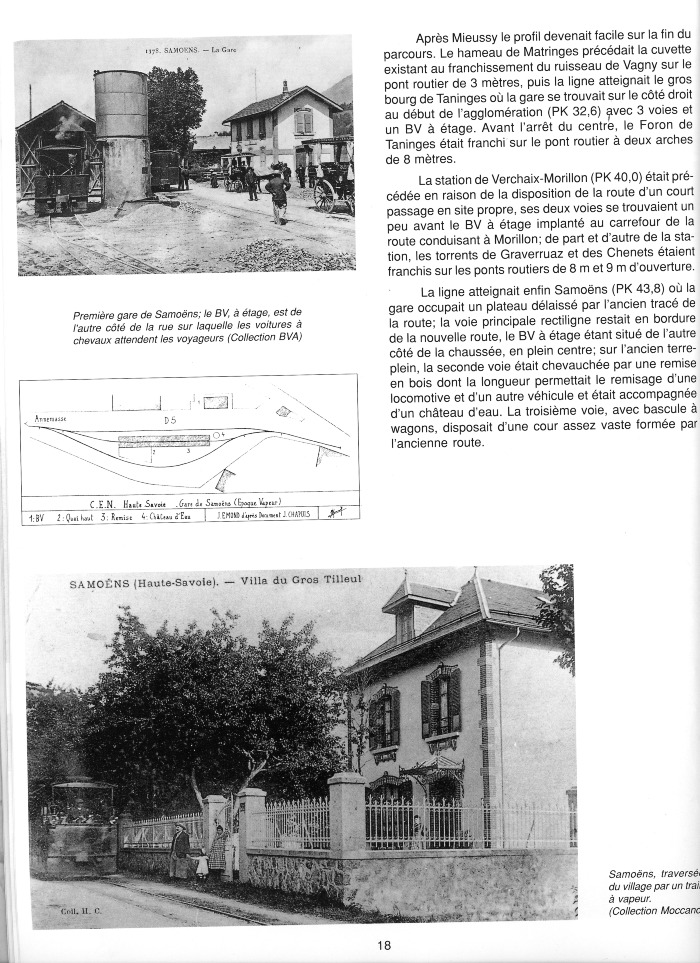 1378. SAMOENS. — La Gare
Première gare de Samoëns; le BV, à étage, est de
l'autre côté de la rue sur laquelle les voitures à
chevaux attendent les voyageurs (Collection BVA)
Annemasse
D5
1
2
3
4
C.E.N. Haute Savoie . Gare de Samoëns (Epoque Vapeur)
1: BV 2: Quai haut 3: Remise 4: Château d'Eau
J. EMOND d'après Document J. CHAPUIS
Après Mieussy le profil devenait facile sur la fin du
parcours. Le hameau de Matringes précédait la cuvette
existant au franchissement du ruisseau de Vagny sur le
pont routier de 3 mètres, puis la ligne atteignait le gros
bourg de Taninges où la gare se trouvait sur le côté droit
au début de l'agglomération (PK 32,6) avec 3 voies et
un BV à étage. Avant l'arrêt du centre, le Foron de
Taninges était franchi sur le pont routier à deux arches
de 8 mètres.
La station de Verchaix-Morillon (PK 40,0) était pré-
cédée en raison de la disposition de la route d'un court
passage en site propre, ses deux voies se trouvaient un
peu avant le BV à étage implanté au carrefour de la
route conduisant à Morillon; de part et d'autre de la sta-
tion, les torrents de Graverruaz et des Chenets étaient
franchis sur les ponts routiers de 8 m et 9 m d'ouverture.
La ligne atteignait enfin Samoëns (PK 43,8) où la
gare occupait un plateau délaissé par l'ancien tracé de
la route; la voie principale rectiligne restait en bordure
de la nouvelle route, le BV à étage étant situé de l'autre
côté de la chaussée, en plein centre; sur l'ancien terre-
plein, la seconde voie était chevauchée par une remise
en bois dont la longueur permettait le remisage d'une
locomotive et d'un autre véhicule et était accompagnée
d'un château d'eau. La troisième voie, avec bascule à
wagons, disposait d'une cour assez vaste formée par
l'ancienne route.
SAMOËNS (Haute-Savoie). — Villa du Gros Tilleul
Coll. H. C.
Samoëns, traversée
du village par un train
à vapeur.
(Collection Moccand
18